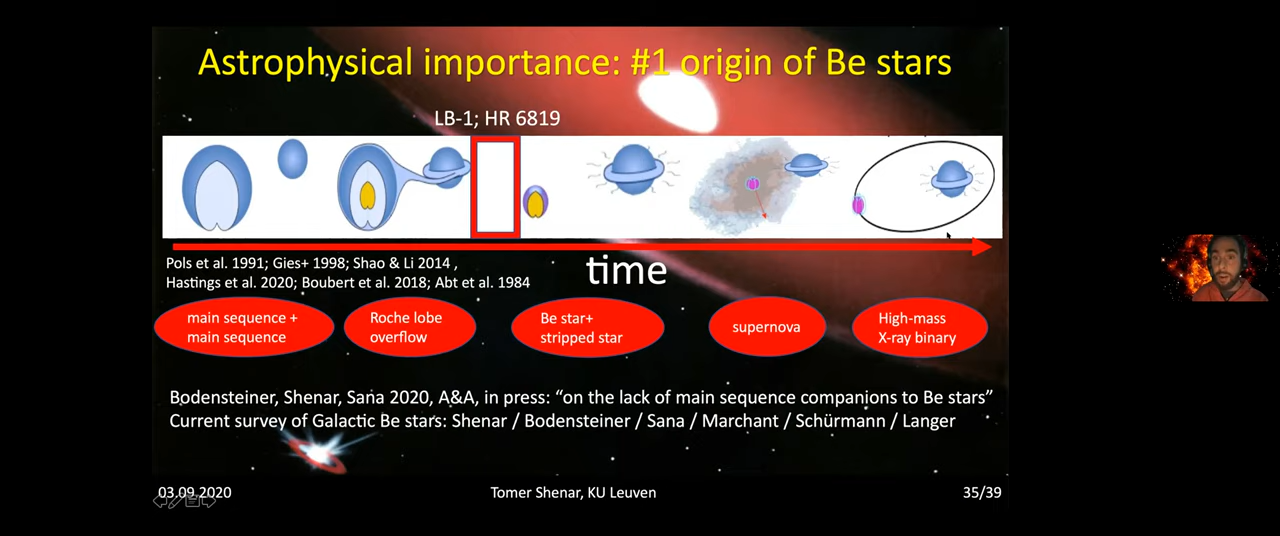 Astrophysical importance: #1 origin of Be stars
LB-1; HR 6819
Pols et al. 1991; Gies+ 1998; Shao & Li 2014 ,
Hastings et al. 2020; Boubert et al. 2018; Abt et al. 1984
time
main sequence +
main sequence
Roche lobe
overflow
Be star+
stripped star
supernova
High-mass
X-ray binary
Bodensteiner, Shenar, Sana 2020, A&A, in press: “on the lack of main sequence companions to Be stars”
Current survey of Galactic Be stars: Shenar / Bodensteiner / Sana / Marchant / Schürmann / Langer
03.09.2020
Tomer Shenar, KU Leuven
35/39